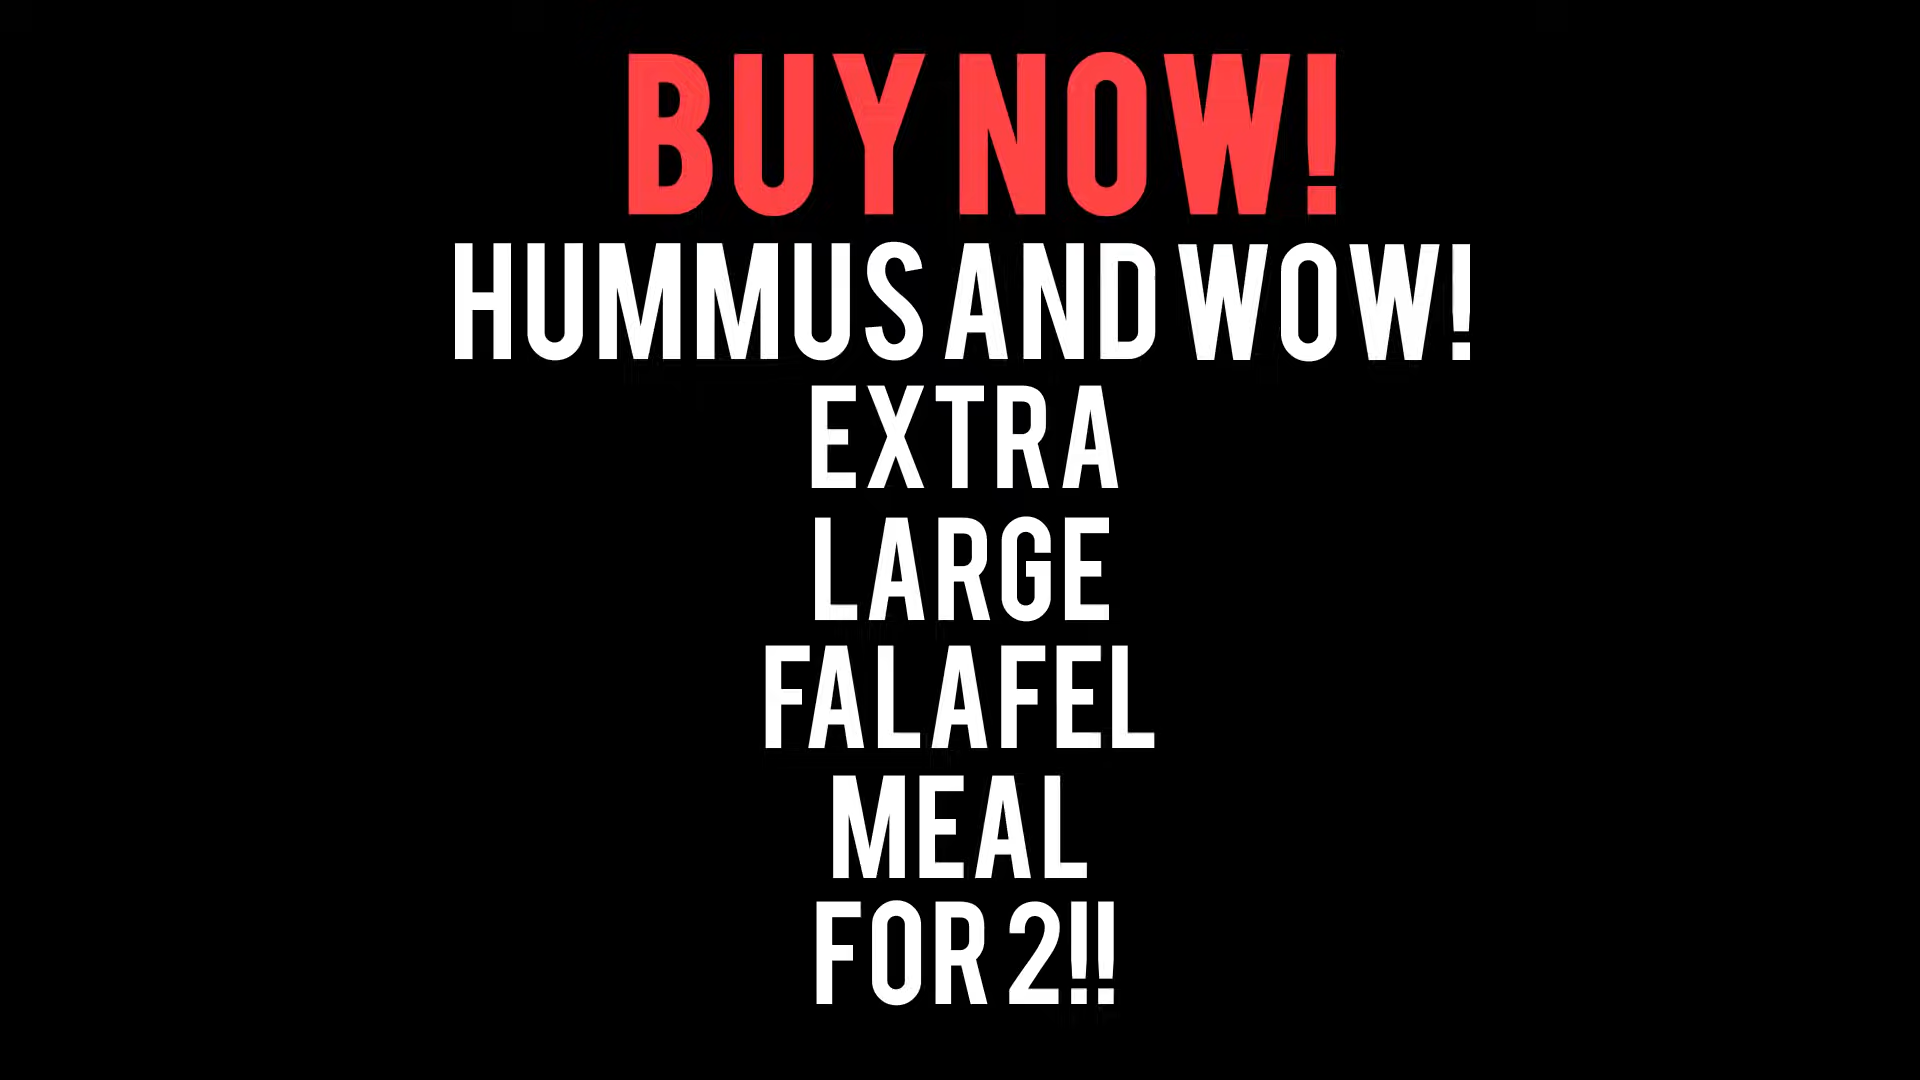 BUY NOW!
HUMMUS AND WOW!
EXTRA
LARGE
FALAFEL
MEAL
FOR 2!!